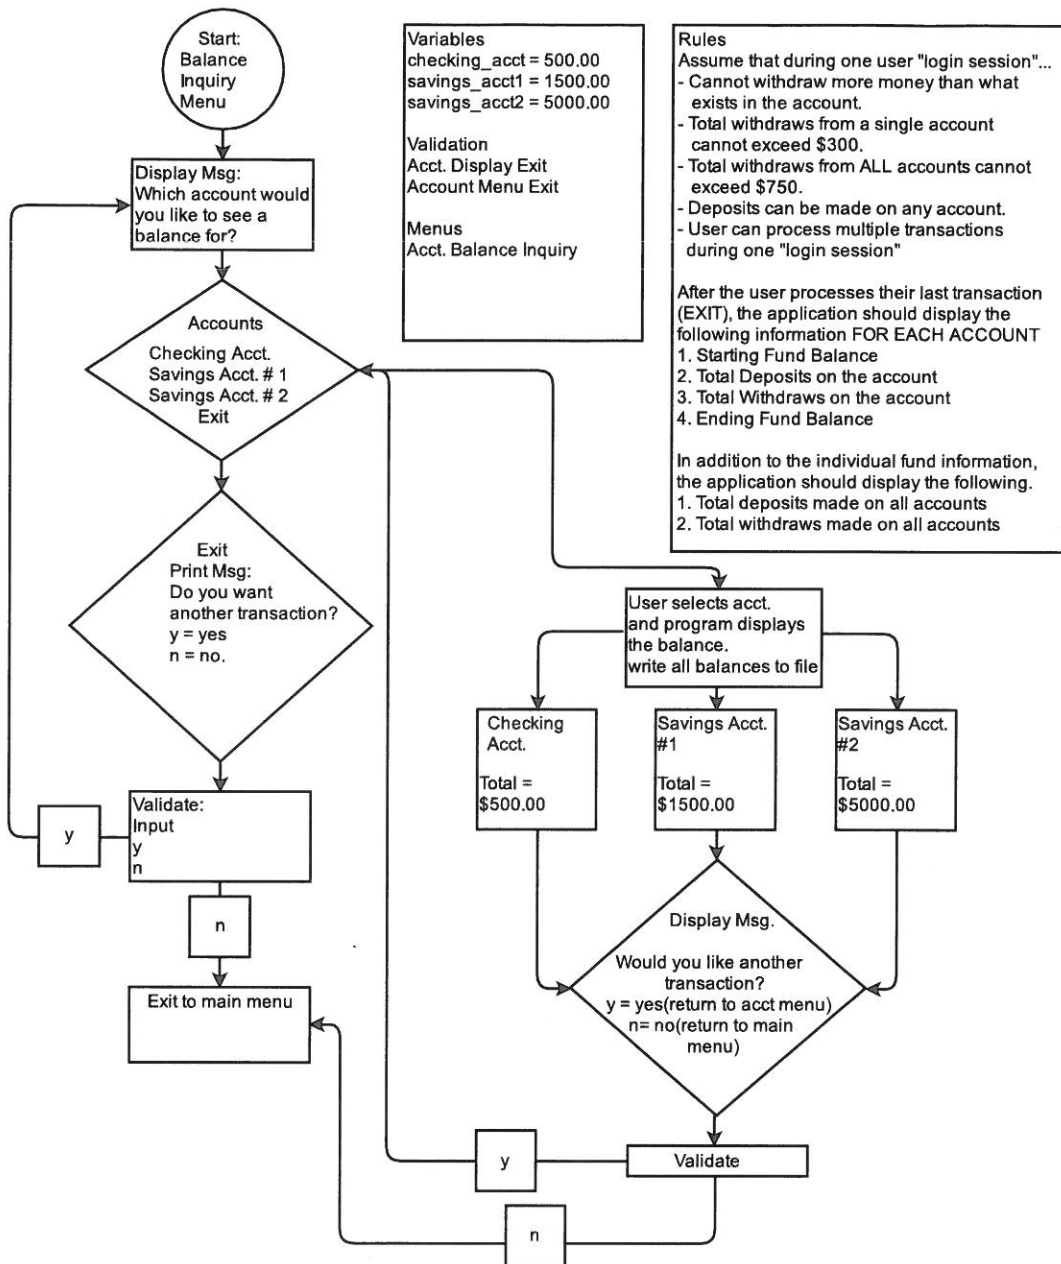 Start:
Balance
Inquiry
Menu
Display Msg:
Which account would
you like to see a
balance for?
Accounts
Checking Acct.
Savings Acct. # 1
Savings Acct. # 2
Exit
Exit
Print Msg:
Do you want
another transaction?
y = yes
n = no.
Validate:
Input
y
n
y
n
Exit to main menu
Variables
checking_acct = 500.00
savings_acct1 = 1500.00
savings_acct2 = 5000.00
Validation
Acct. Display Exit
Account Menu Exit
Menus
Acct. Balance Inquiry
Rules
Assume that during one user "login session"...
- Cannot withdraw more money than what
exists in the account.
- Total withdraws from a single account
cannot exceed $300.
- Total withdraws from ALL accounts cannot
exceed $750.
- Deposits can be made on any account.
- User can process multiple transactions
during one "login session"
After the user processes their last transaction
(EXIT), the application should display the
following information FOR EACH ACCOUNT
1. Starting Fund Balance
2. Total Deposits on the account
3. Total Withdraws on the account
4. Ending Fund Balance
In addition to the individual fund information,
the application should display the following.
1. Total deposits made on all accounts
2. Total withdraws made on all accounts
User selects acct.
and program displays
the balance.
write all balances to file
Checking
Acct.
Total =
$500.00
Savings Acct.
#1
Total =
$1500.00
Savings Acct.
#2
Total =
$5000.00
Display Msg.
Would you like another
transaction?
y = yes(return to acct menu)
n= no(return to main
menu)
Validate
y
n